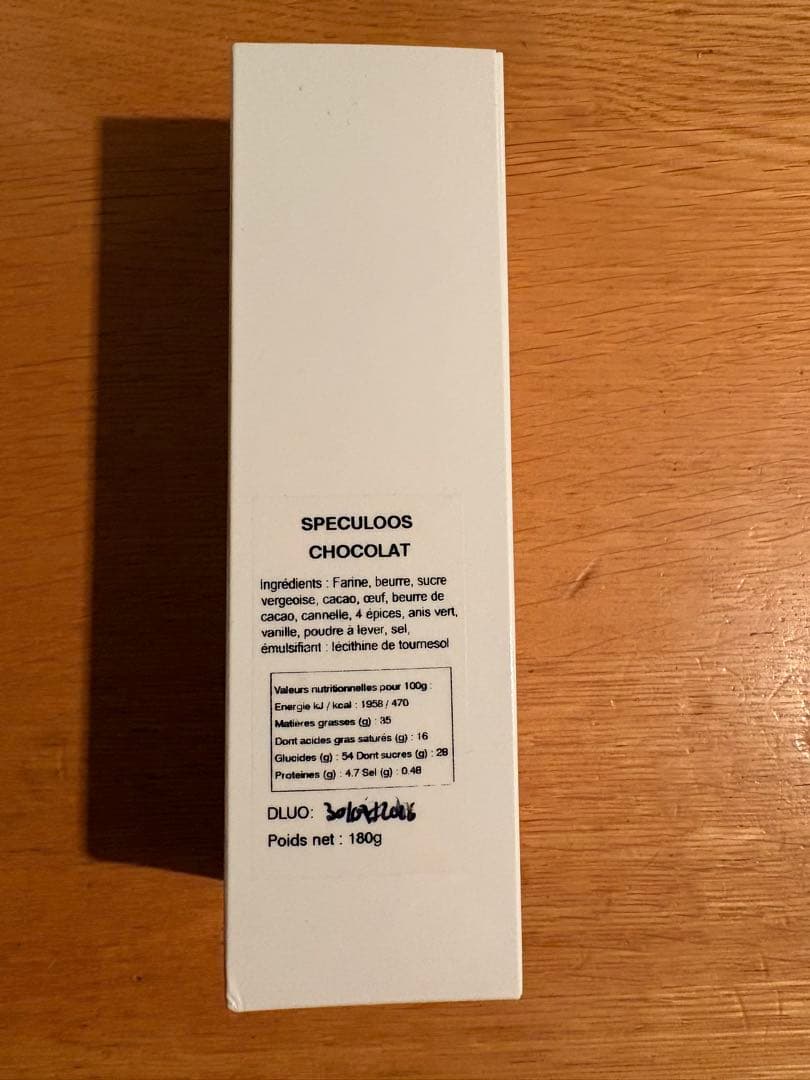 SPECULOOS
CHOCOLAT
Ingrédients : Farine, beurre, sucre
vergeoise, cacao, œuf, beurre de
cacao, cannelle, 4 épices, anis vert,
vanille, poudre à lever, sel,
émulsifiant : lécithine de tournesol
Valeurs nutritionnelles pour 100g :
Energie kJ / kcal : 1958 / 470
Matières grasses (g) : 35
Dont acides gras saturés (g) : 16
Glucides (g) : 54 Dont sucres (g) : 28
Proteines (g) : 4.7 Sel (g) : 0.48
DLUO:
Poids net : 180g